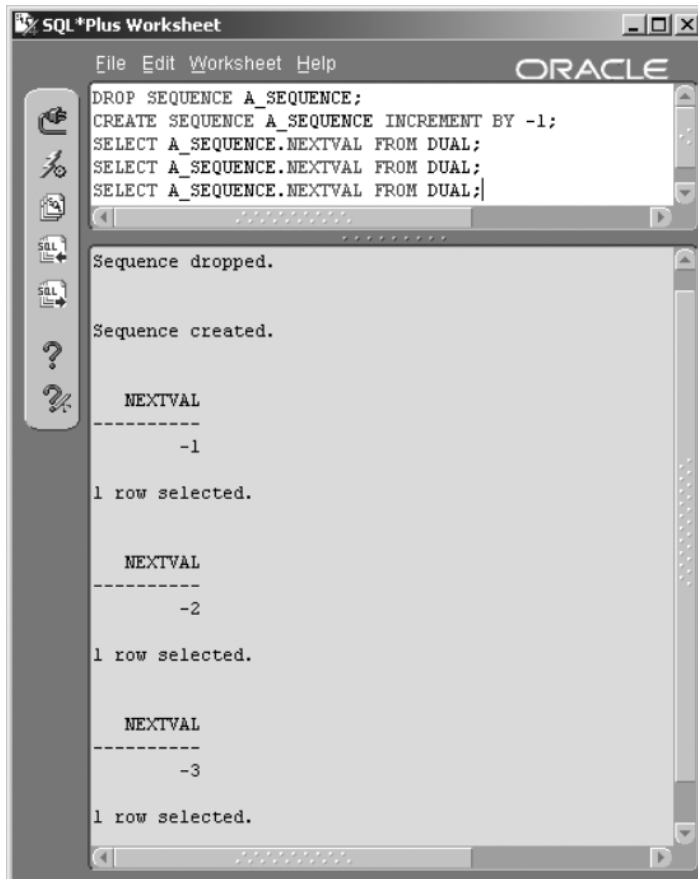 SQL*Plus Worksheet
File Edit Worksheet Help
ORACLE
DROP SEQUENCE A_SEQUENCE;
CREATE SEQUENCE A_SEQUENCE INCREMENT BY -1;
SELECT A_SEQUENCE.NEXTVAL FROM DUAL;
SELECT A_SEQUENCE.NEXTVAL FROM DUAL;
SELECT A_SEQUENCE.NEXTVAL FROM DUAL;
SQL
SQL
?
?
Sequence dropped.
Sequence created.
NEXTVAL
----------
-1
1 row selected.
NEXTVAL
----------
-2
1 row selected.
NEXTVAL
----------
-3
1 row selected.